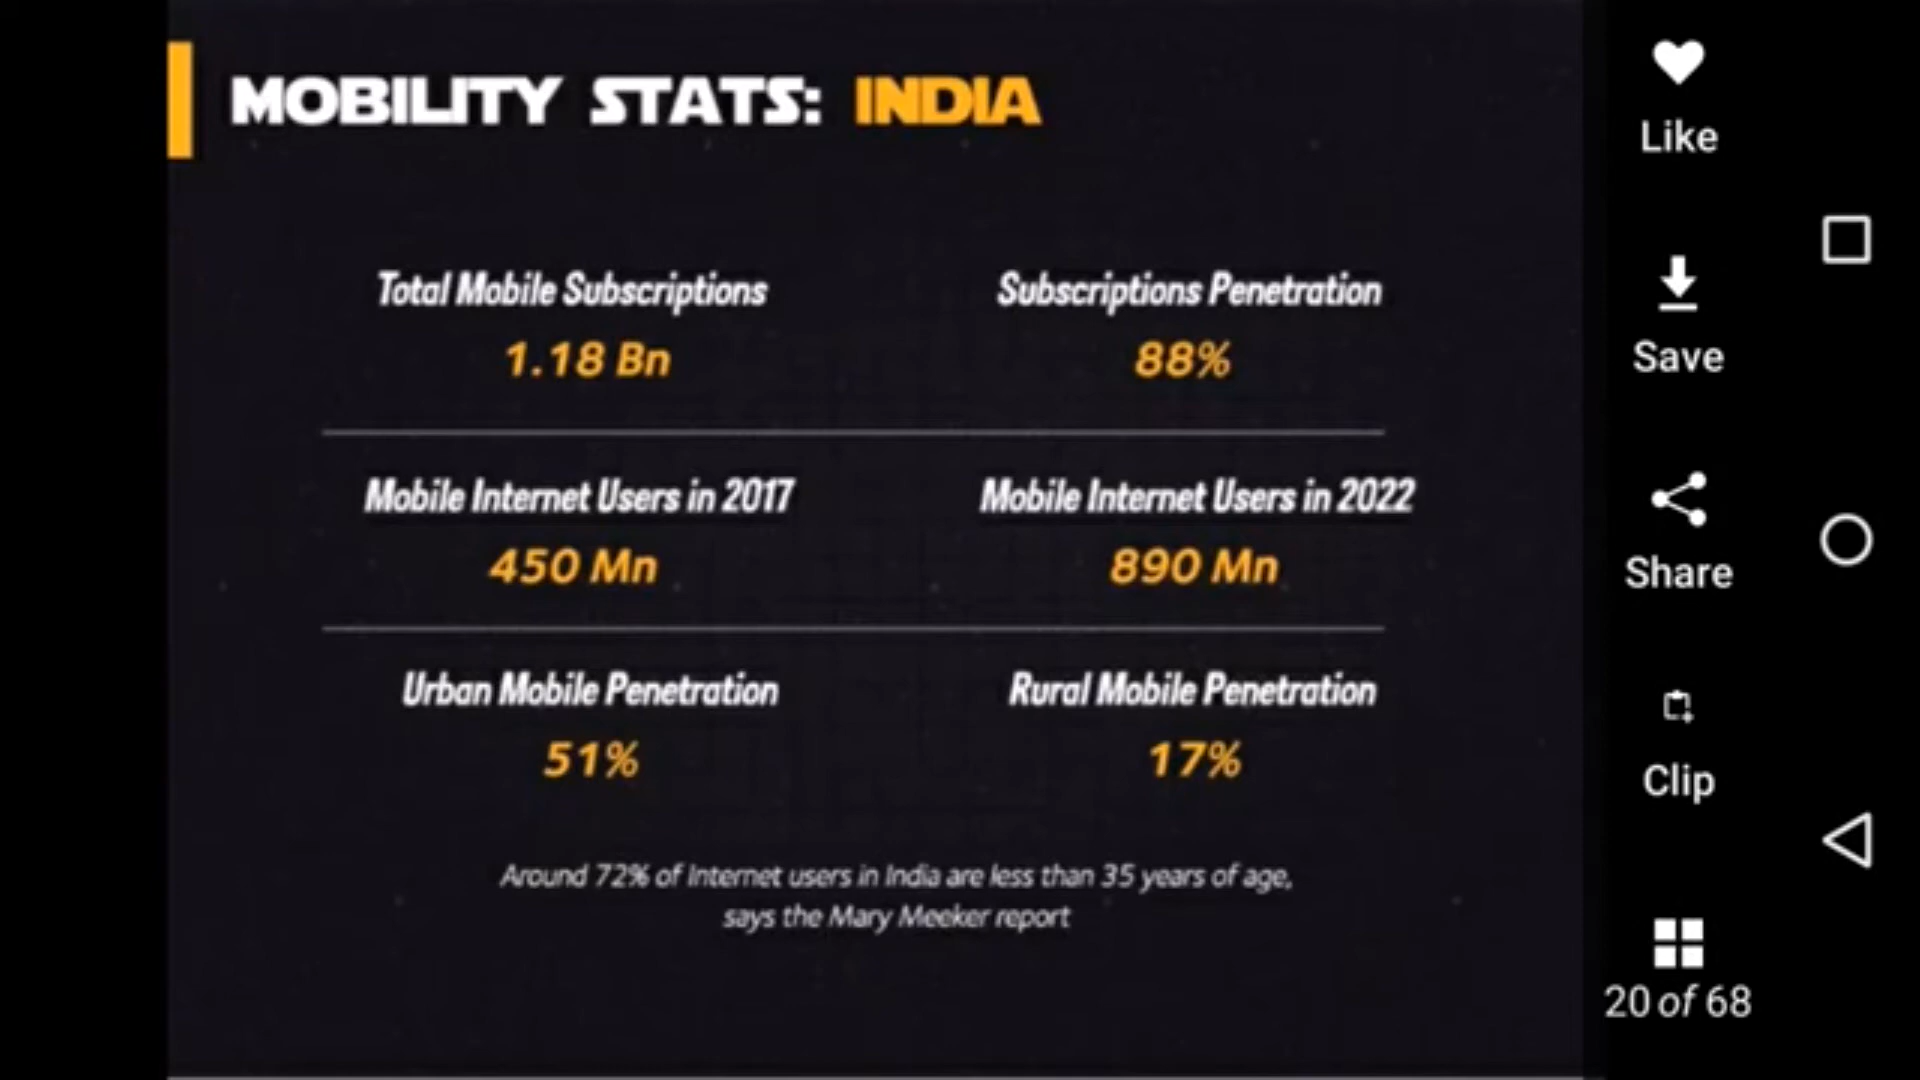 MOBILITY STATS: INDIA
Total Mobile Subscriptions
1.18 Bn
Subscriptions Penetration
88%
Mobile Internet Users in 2017
450 Mn
Mobile Internet Users in 2022
890 Mn
Urban Mobile Penetration
51%
Rural Mobile Penetration
17%
Around 72% of Internet users in India are less than 35 years of age,
says the Mary Meeker report
Like
Save
Share
Clip
20 of 68